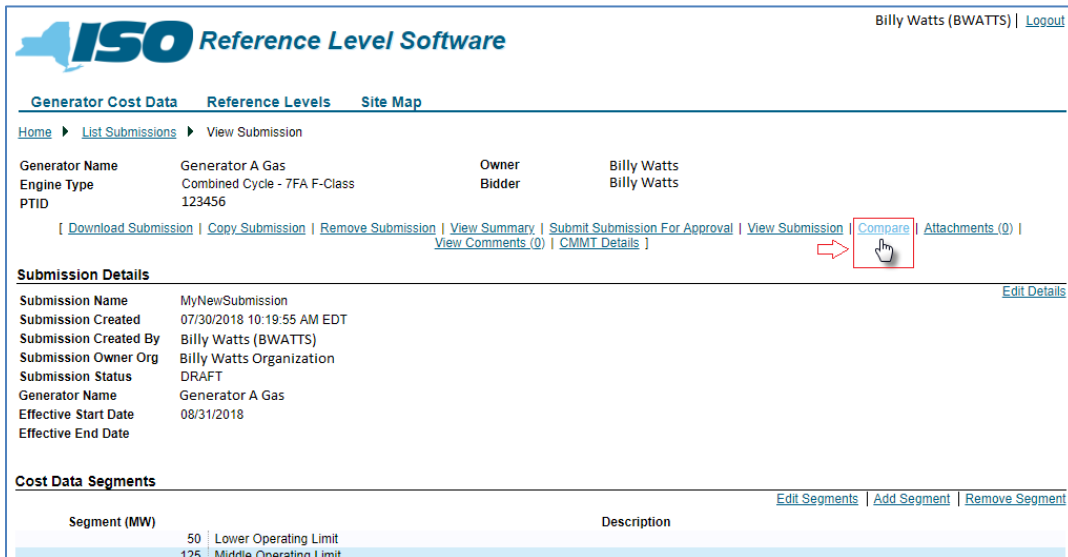 Billy Watts (BWATTS) | Logout
ISO Reference Level Software
Generator Cost Data Reference Levels Site Map
Home List Submissions View Submission
Generator Name Generator A Gas Owner Billy Watts
Engine Type Combined Cycle - 7FA F-Class Bidder Billy Watts
PTID 123456
[ Download Submission | Copy Submission | Remove Submission | View Summary | Submit Submission For Approval | View Submission | Compare | Attachments (0) |
View Comments (0) | CMMT Details ]
Submission Details
Edit Details
Submission Name MyNewSubmission
Submission Created 07/30/2018 10:19:55 AM EDT
Submission Created By Billy Watts (BWATTS)
Submission Owner Org Billy Watts Organization
Submission Status DRAFT
Generator Name Generator A Gas
Effective Start Date 08/31/2018
Effective End Date
Cost Data Segments
Edit Segments | Add Segment | Remove Segment
Segment (MW) Description
50 Lower Operating Limit
125 Middle Operating Limit